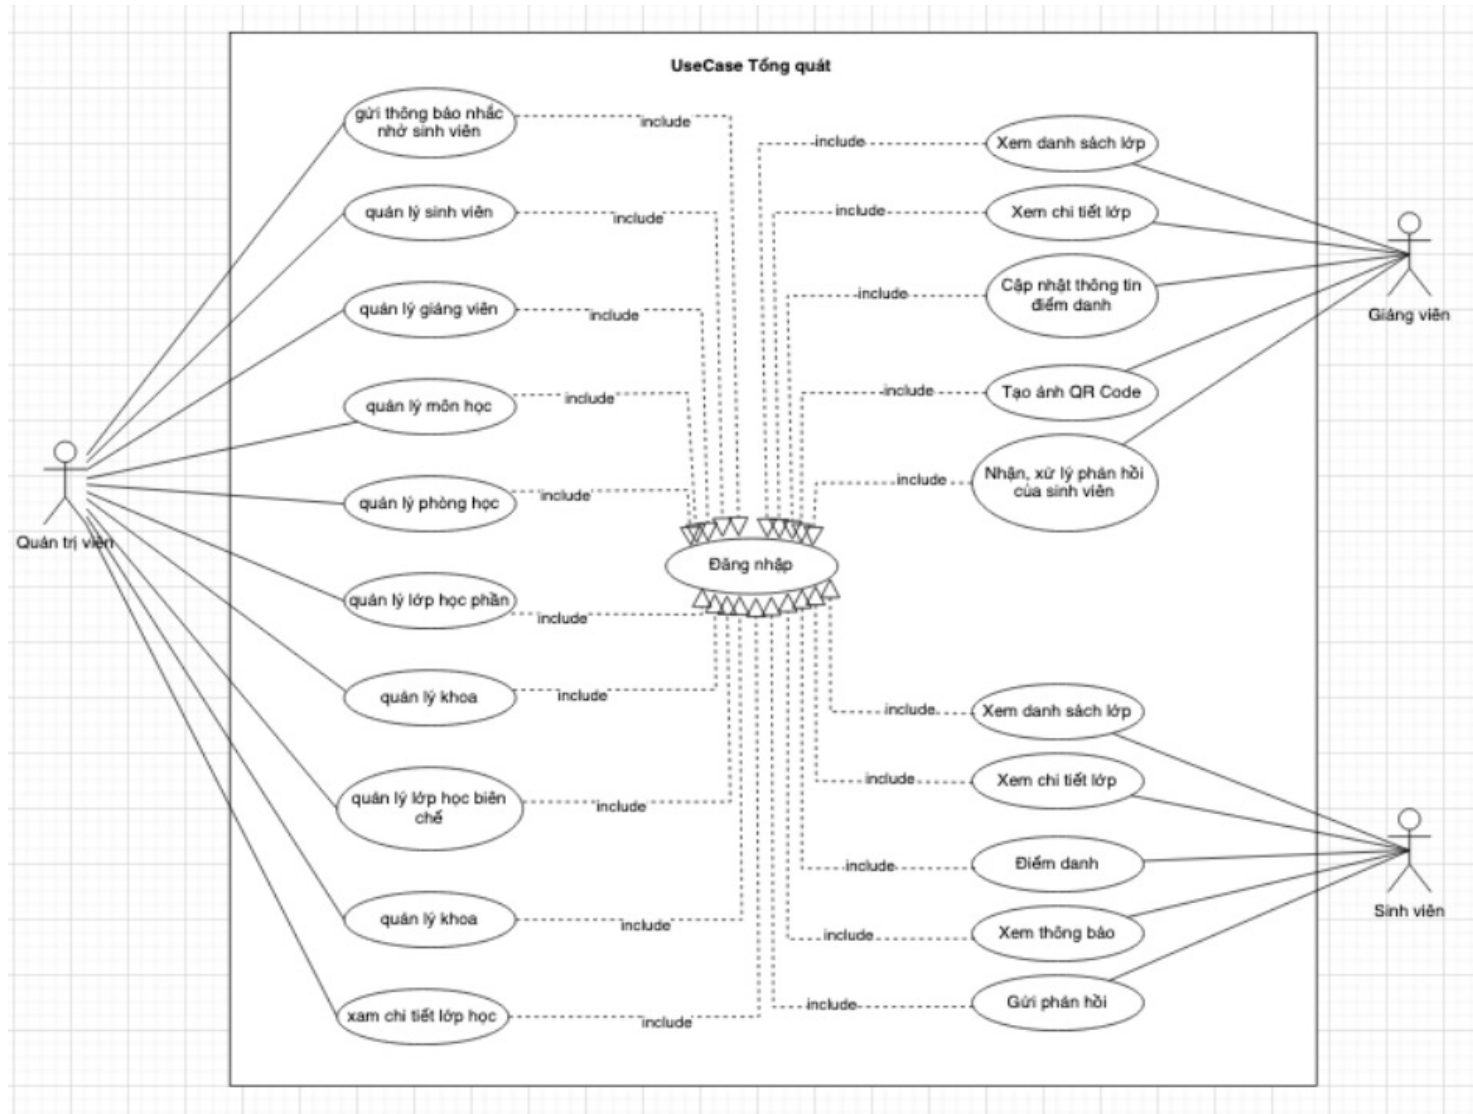 UseCase Tổng quát
gửi thông báo nhắc
nhở sinh viên
include
quản lý sinh viên
include
quản lý giảng viên
include
quản lý môn học
include
quản lý phòng học
include
quản lý lớp học phần
include
quản lý khoa
include
quản lý lớp học biên
chế
include
quản lý khoa
include
xam chi tiết lớp học
include
Quản trị viên
Đăng nhập
include
Xem danh sách lớp
include
Xem chi tiết lớp
include
Cập nhật thông tin
điểm danh
include
Tạo ảnh QR Code
include
Nhận, xử lý phản hồi
của sinh viên
Giảng viên
include
Xem danh sách lớp
include
Xem chi tiết lớp
include
Điểm danh
include
Xem thông báo
include
Gửi phản hồi
Sinh viên